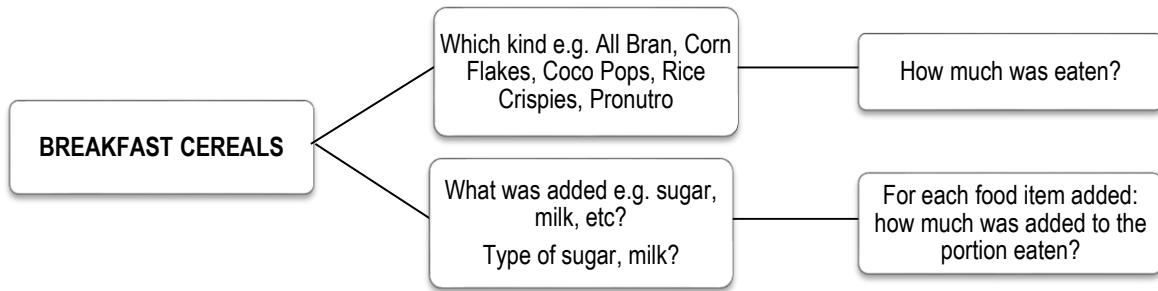 BREAKFAST CEREALS
Which kind e.g. All Bran, Corn
Flakes, Coco Pops, Rice
Crispies, Pronutro
How much was eaten?
What was added e.g. sugar,
milk, etc?
Type of sugar, milk?
For each food item added:
how much was added to the
portion eaten?